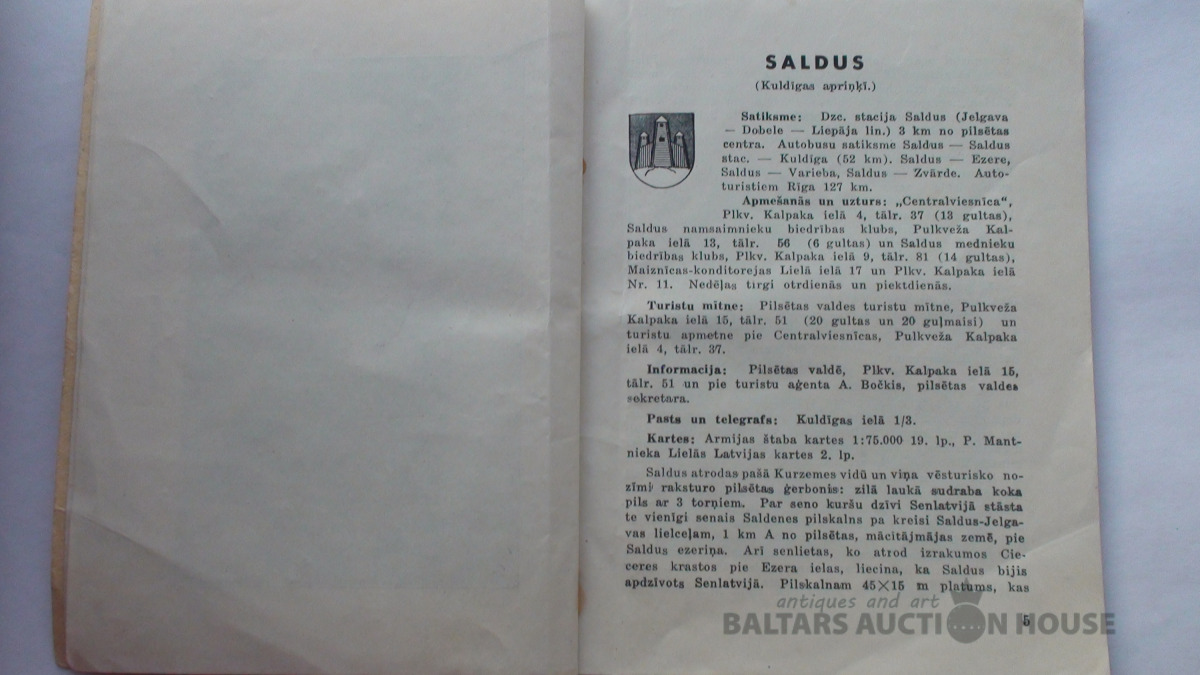 SALDUS
(Kuldīgas apriņķī.)
Satiksme: Dzc. stacija Saldus (Jelgava
— Dobele — Liepāja lin.) 3 km no pilsētas
centra. Autobusu satiksme Saldus — Saldus
stac. — Kuldīga (52 km). Saldus — Ezere,
Saldus — Varieba, Saldus — Zvārde. Auto-
turistiem Rīga 127 km.
Apmešanās un uzturs: „Centralviesnīca“,
Plkv. Kalpaka ielā 4, tālr. 37 (13 gultas),
Saldus namsaimnieku biedrības klubs, Pulkveža Kal-
paka ielā 13, tālr. 56 (6 gultas) un Saldus mednieku
biedrības klubs, Plkv. Kalpaka ielā 9, tālr. 81 (14 gultas),
Maiznīcas-konditorejas Lielā ielā 17 un Plkv. Kalpaka ielā
Nr. 11. Nedēļas tirgi otrdienās un piektdienās.
Turistu mītne: Pilsētas valdes turistu mītne, Pulkveža
Kalpaka ielā 15, tālr. 51 (20 gultas un 20 guļmaisi) un
turistu apmetne pie Centralviesnīcas, Pulkveža Kalpaka
ielā 4, tālr. 37.
Informacija: Pilsētas valdē, Plkv. Kalpaka ielā 15,
tālr. 51 un pie turistu aģenta A. Bočkis, pilsētas valdes
sekretara.
Pasts un telegrafs: Kuldīgas ielā 1/3.
Kartes: Armijas štaba kartes 1:75.000 19. lp., P. Mant-
nieka Lielās Latvijas kartes 2. lp.
Saldus atrodas pašā Kurzemes vidū un viņa vēsturisko no-
zīmi raksturo pilsētas ģerbonis: zilā laukā sudraba koka
pils ar 3 torņiem. Par seno kuršu dzīvi Senlatvijā stāsta
te vienīgi senais Saldenes pilskalns pa kreisi Saldus-Jelga-
vas lielceļam, 1 km A no pilsētas, mācītājmājas zemē, pie
Saldus ezeriņa. Arī senlietas, ko atrod izrakumos Cie-
ceres krastos pie Ezera ielas, liecina, ka Saldus bijis
apdzīvots Senlatvijā. Pilskalnam 45×15 m platums, kas
5
antiques and art
BALTARS AUCTION HOUSE